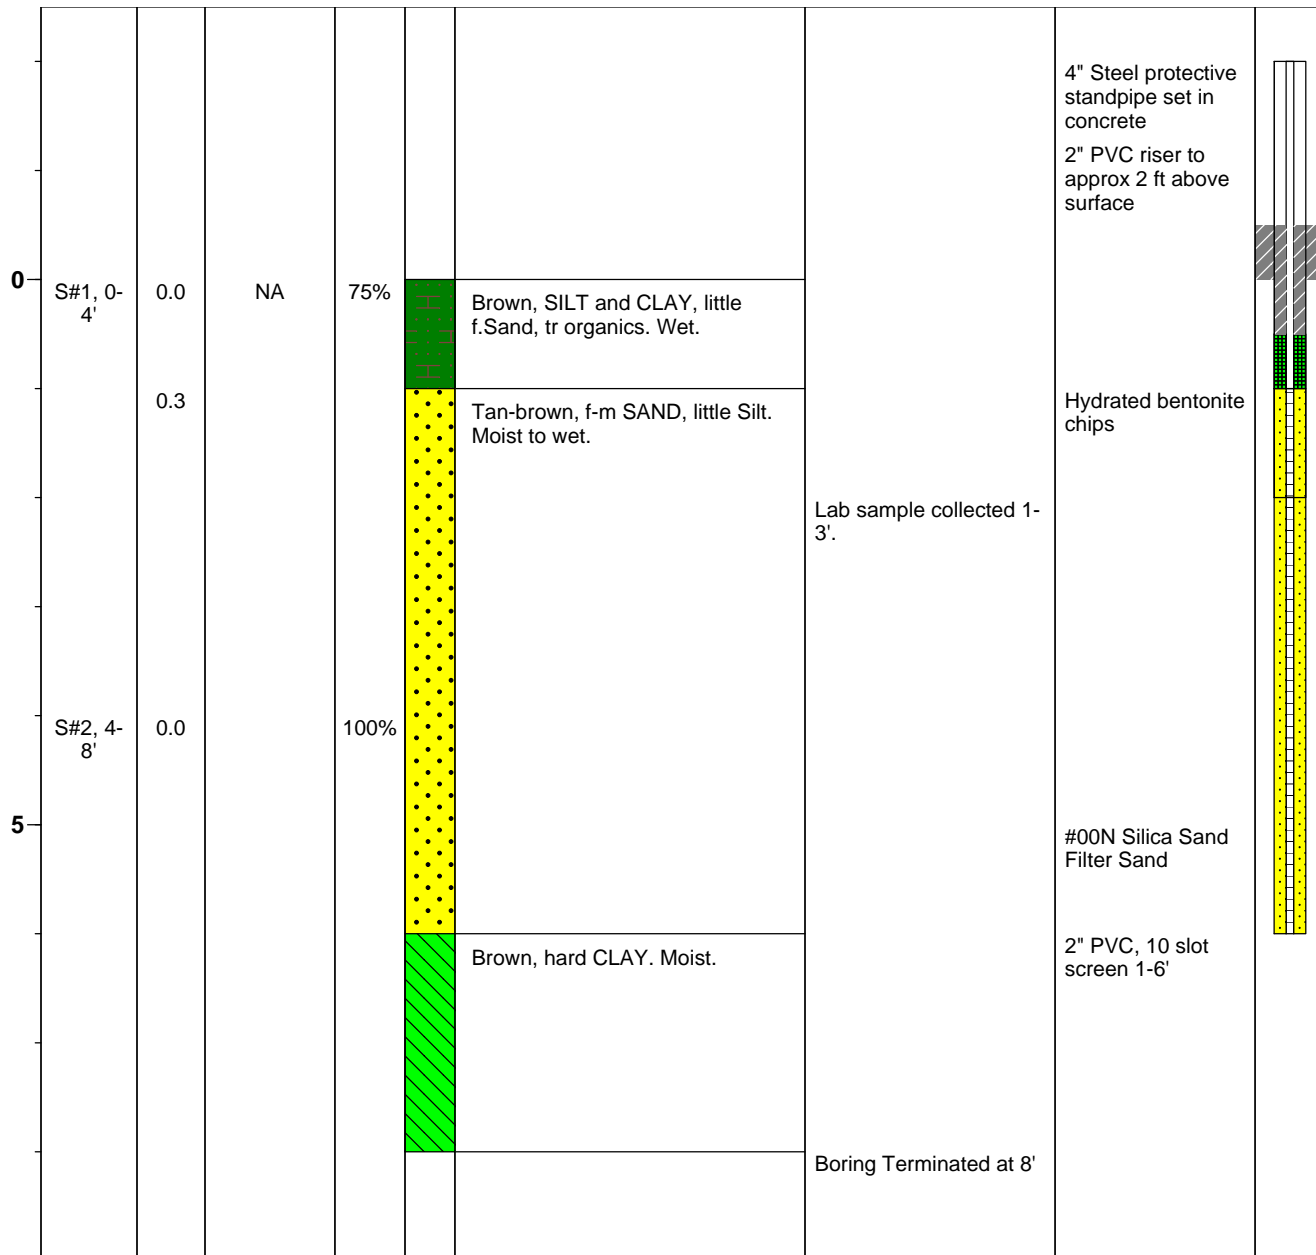 4" Steel protective
standpipe set in
concrete
2" PVC riser to
approx 2 ft above
surface
0
S#1, 0-
4'
0.0
NA
75%
Brown, SILT and CLAY, little
f.Sand, tr organics. Wet.
0.3
Tan-brown, f-m SAND, little Silt.
Moist to wet.
Hydrated bentonite
chips
Lab sample collected 1-
3'.
S#2, 4-
8'
0.0
100%
5
#00N Silica Sand
Filter Sand
Brown, hard CLAY. Moist.
2" PVC, 10 slot
screen 1-6'
Boring Terminated at 8'